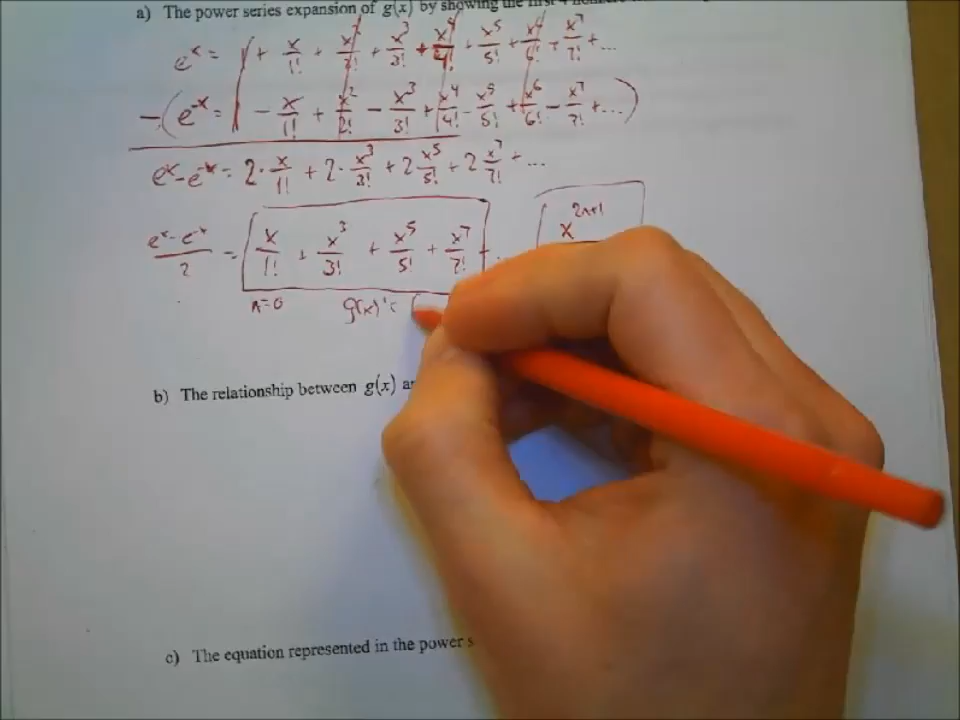 a) The power series expansion of g(x) by showing the first 4 nonzero
e^x = 1 + x/1! + x^2/2! + x^3/3! + x^4/4! + x^5/5! + x^6/6! + x^7/7! + ...
-(e^-x = 1 - x/1! + x^2/2! - x^3/3! + x^4/4! - x^5/5! + x^6/6! - x^7/7! + ...)
e^x - e^-x = 2·x/1! + 2·x^3/3! + 2 x^5/5! + 2 x^7/7! + ...
(e^x - e^-x)/2 = x/1! + x^3/3! + x^5/5! + x^7/7! + .. x^2n+1
n=0 g(x) =
b) The relationship between g(x)
c) The equation represented in the power